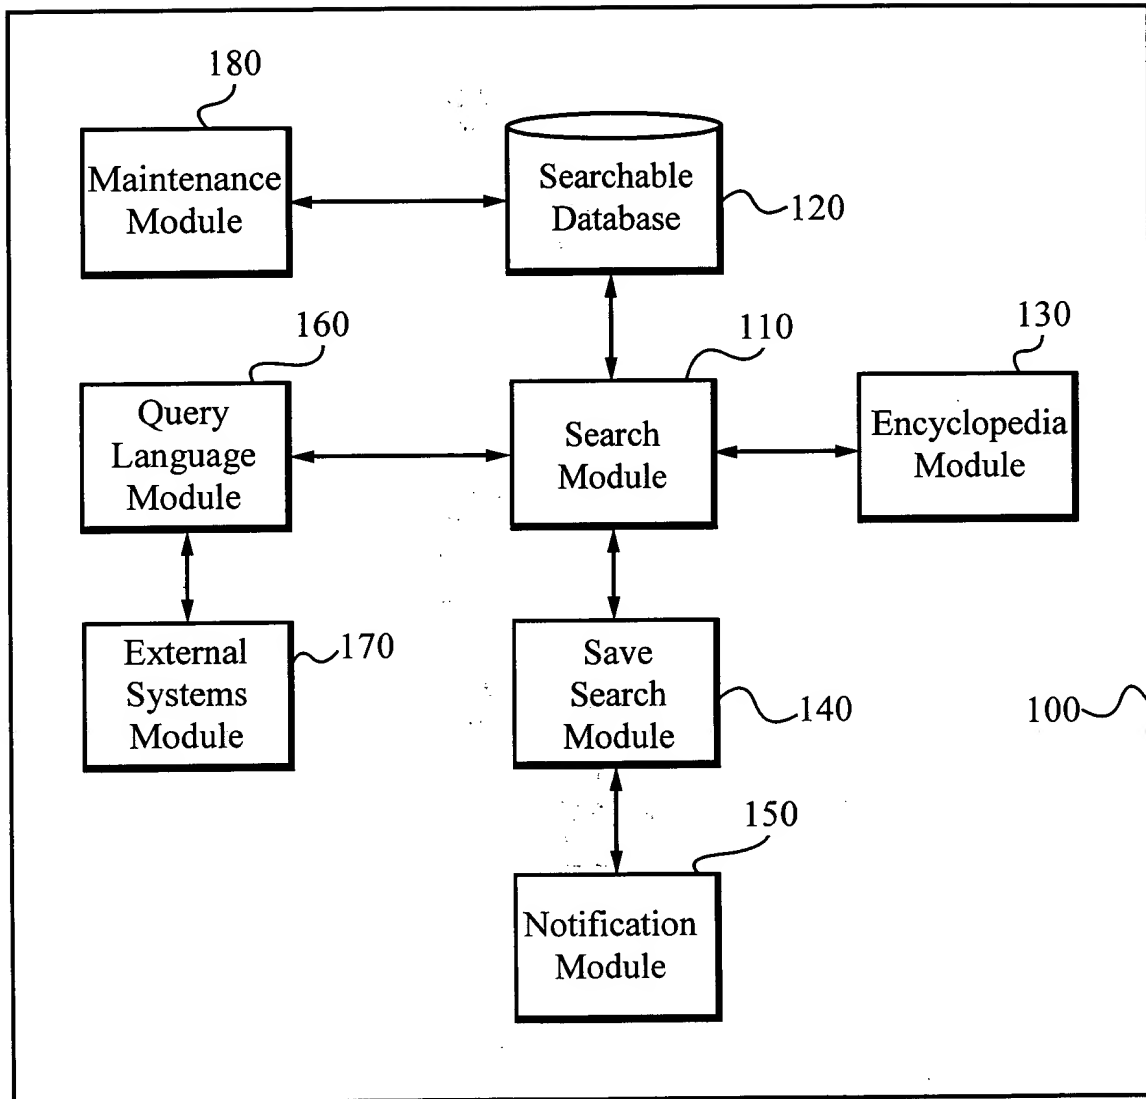 180
Maintenance
Module
Searchable
Database
120
160
110
130
Query
Language
Module
Search
Module
Encyclopedia
Module
External
Systems
Module
170
Save
Search
Module
140
100
150
Notification
Module